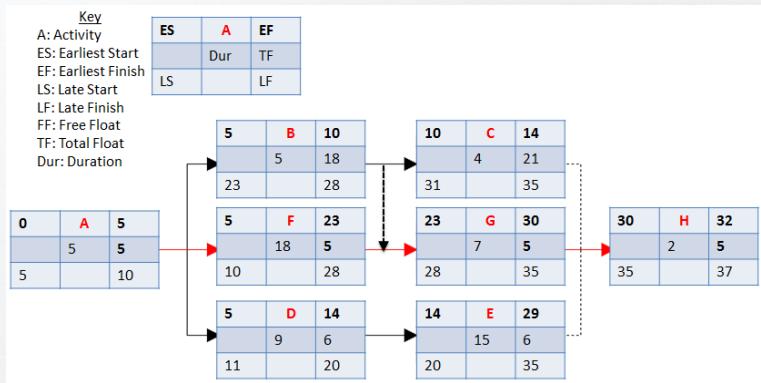 Key
A: Activity
ES: Earliest Start
EF: Earliest Finish
LS: Late Start
LF: Late Finish
FF: Free Float
TF: Total Float
Dur: Duration
ES A EF
Dur TF
LS LF
5 B 10
5 18
23 28
10 C 14
4 21
31 35
0 A 5
5 5
5 10
5 F 23
18 5
10 28
23 G 30
7 5
28 35
30 H 32
2 5
35 37
5 D 14
9 6
11 20
14 E 29
15 6
20 35